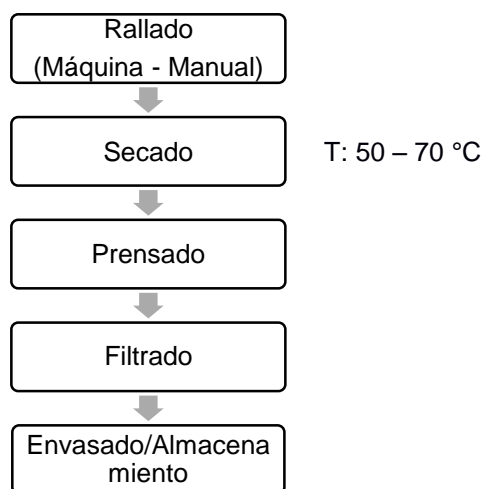 Rallado
(Máquina - Manual)
Secado
T: 50 – 70 °C
Prensado
Filtrado
Envasado/Almacena
miento